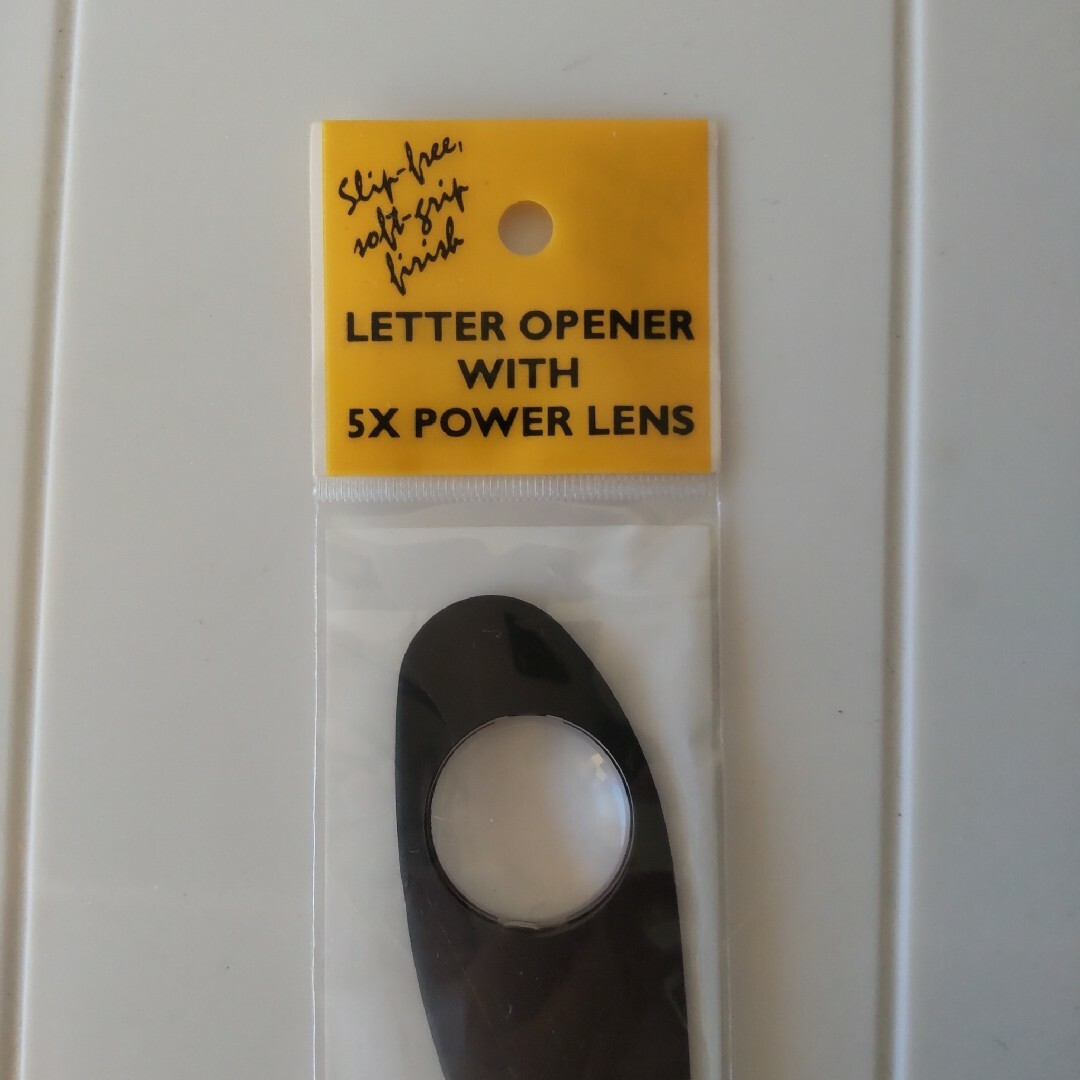 Slip-free,
soft-grip
finish
LETTER OPENER
WITH
5X POWER LENS